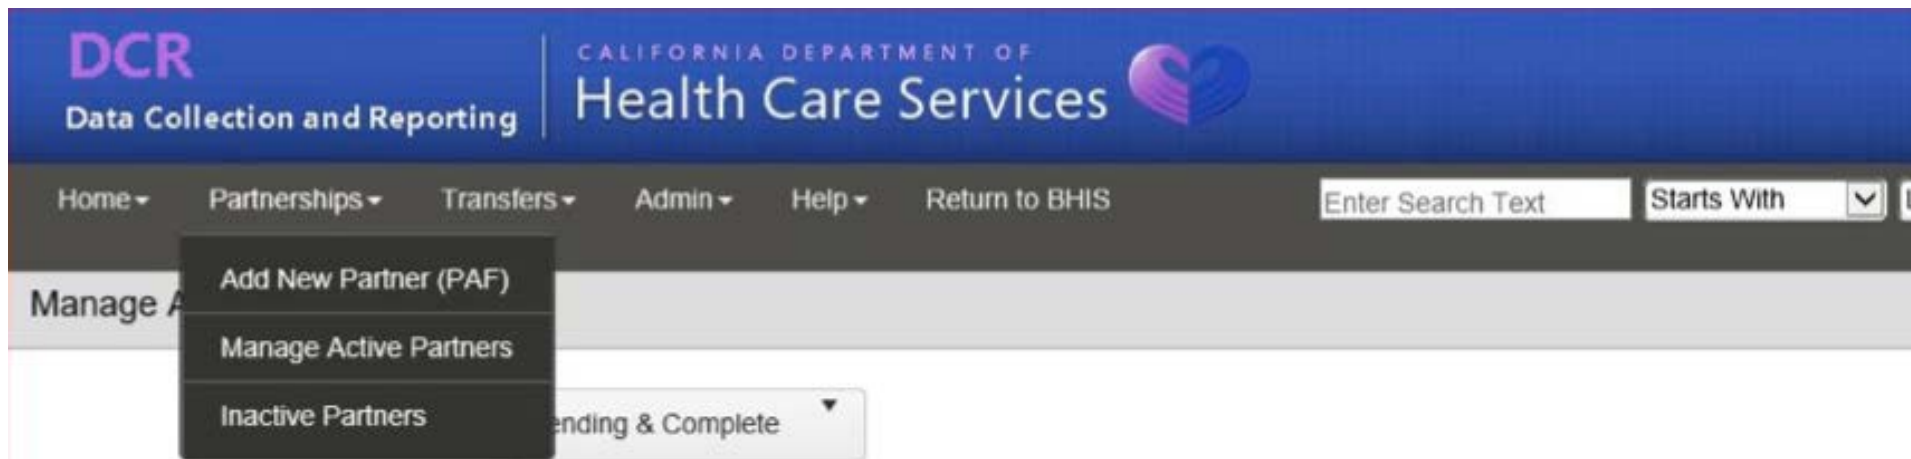 DCR
Data Collection and Reporting
CALIFORNIA DEPARTMENT OF
Health Care Services
Home Partnerships Transfers Admin Help Return to BHIS Enter Search Text Starts With
Add New Partner (PAF)
Manage A
Manage Active Partners
Inactive Partners
ending & Complete